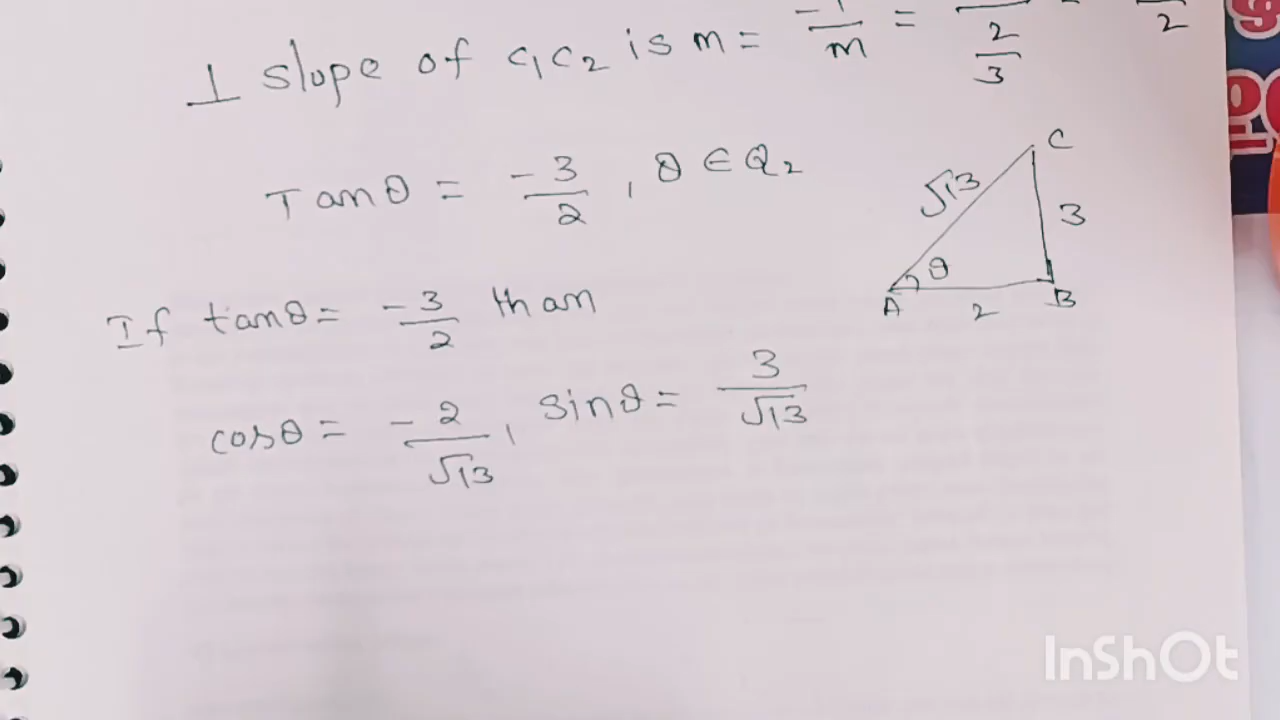 ⊥ slope of C₁C₂ is m = -1/m = 2/3 2
Tanθ = -3/2, θ ∈ Q₂
C
√13
3
θ
A
2
B
If tanθ = -3/2 than
cosθ = -2/√13, sinθ = 3/√13
InShOt